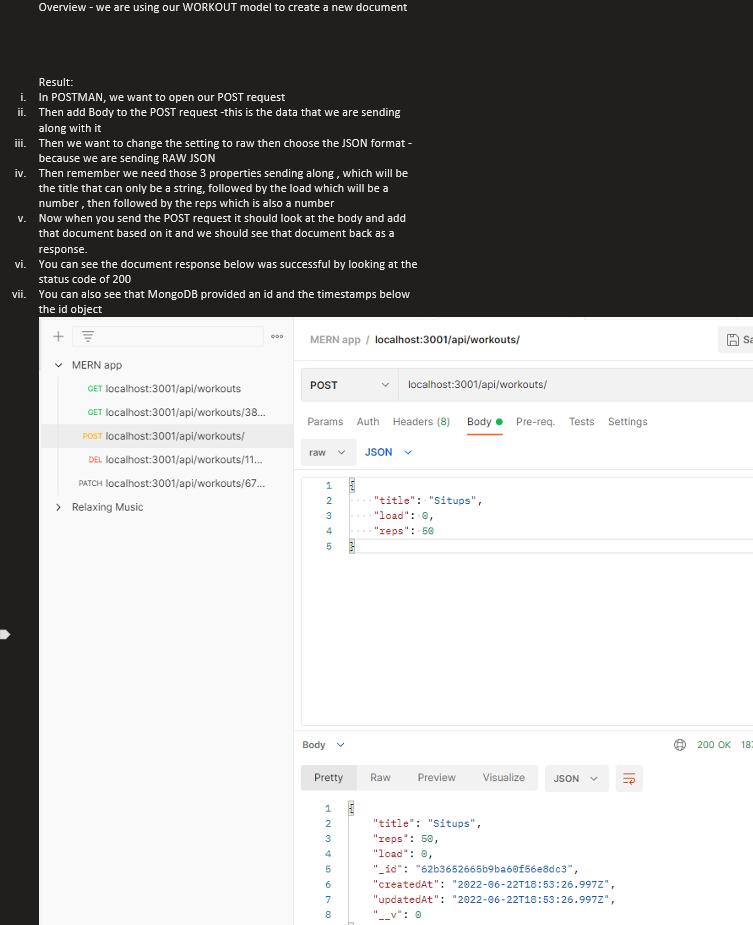 Overview - we are using our WORKOUT model to create a new document
Result:
i. In POSTMAN, we want to open our POST request
ii. Then add Body to the POST request -this is the data that we are sending
along with it
iii. Then we want to change the setting to raw then choose the JSON format -
because we are sending RAW JSON
iv. Then remember we need those 3 properties sending along , which will be
the title that can only be a string, followed by the load which will be a
number , then followed by the reps which is also a number
v. Now when you send the POST request it should look at the body and add
that document based on it and we should see that document back as a
response.
vi. You can see the document response below was successful by looking at the
status code of 200
vii. You can also see that MongoDB provided an id and the timestamps below
the id object
MERN app / localhost:3001/api/workouts/
Sa
MERN app
GET localhost:3001/api/workouts
GET localhost:3001/api/workouts/38...
POST localhost:3001/api/workouts/
DEL localhost:3001/api/workouts/11...
PATCH localhost:3001/api/workouts/67...
Relaxing Music
POST localhost:3001/api/workouts/
Params Auth Headers (8) Body Pre-req. Tests Settings
raw JSON
1 {
2 "title": "Situps",
3 "load": 0,
4 "reps": 50
5 }
Body 200 OK 187
Pretty Raw Preview Visualize JSON
1 {
2 "title": "Situps",
3 "reps": 50,
4 "load": 0,
5 "_id": "62b3652665b9ba60f56e8dc3",
6 "createdAt": "2022-06-22T18:53:26.997Z",
7 "updatedAt": "2022-06-22T18:53:26.997Z",
8 "__v": 0